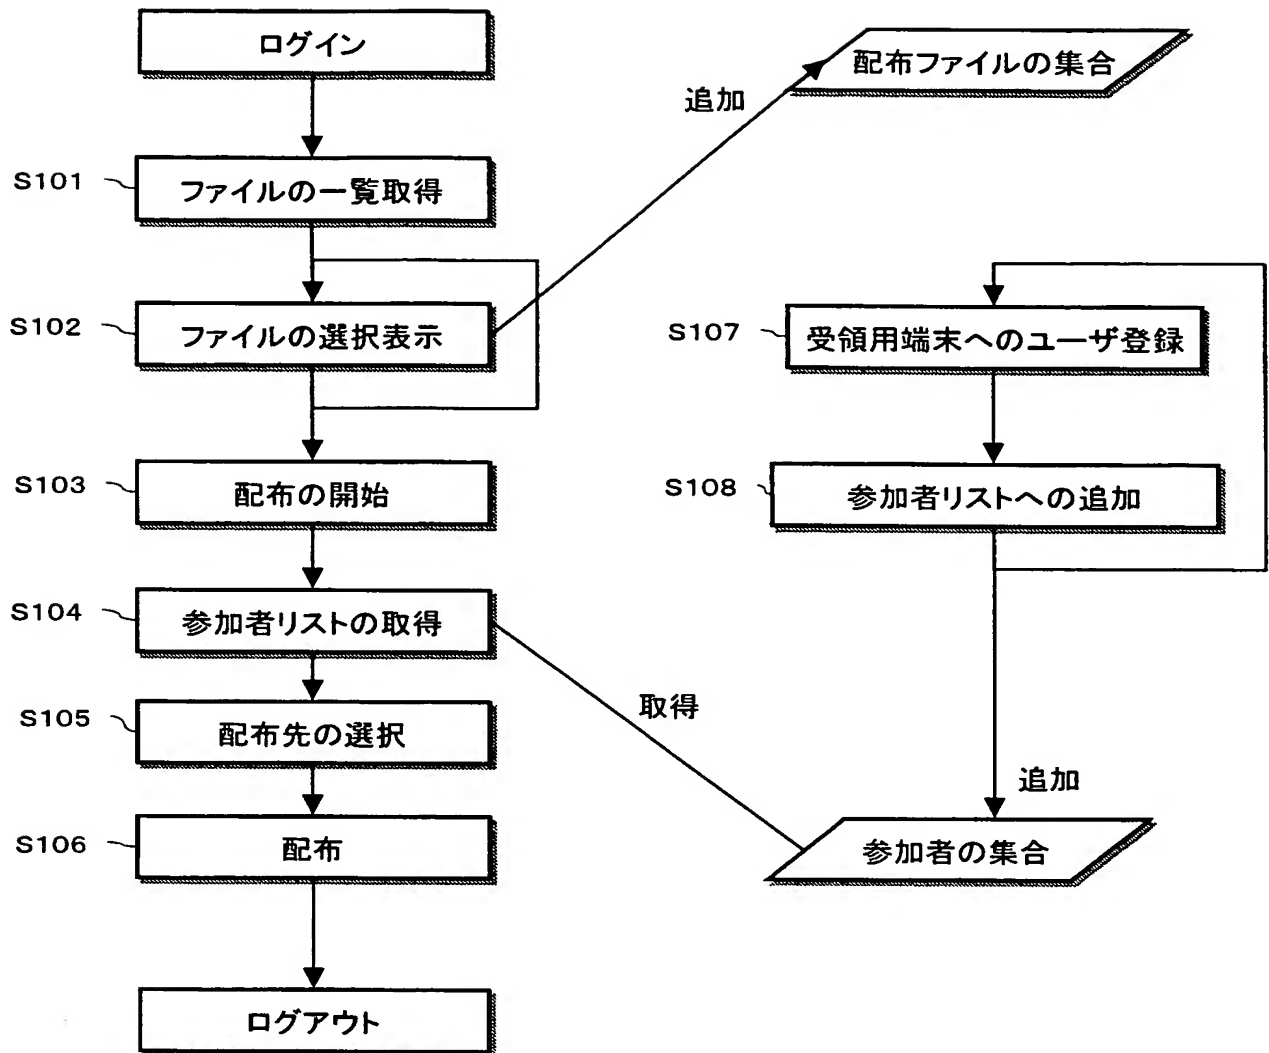 ログイン
配布ファイルの集合
追加
S101
ファイルの一覧取得
S102
ファイルの選択表示
S107
受領用端末へのユーザ登録
S103
配布の開始
S108
参加者リストへの追加
S104
参加者リストの取得
取得
S105
配布先の選択
追加
S106
配布
参加者の集合
ログアウト